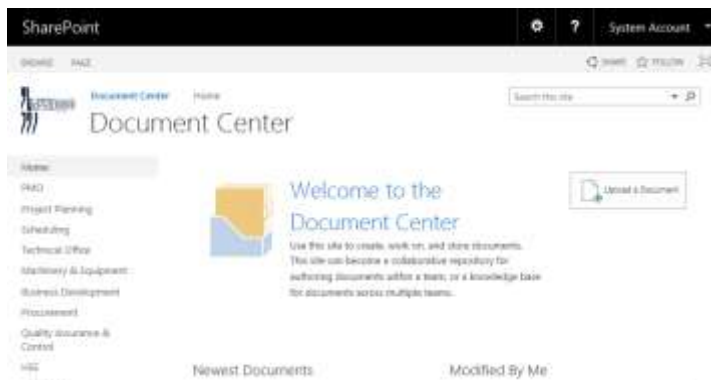 SharePoint
? System Account
BROWSE PAGE
SHARE FOLLOW
Document Center Home
Search this site
Document Center
Home
PMO
Project Planning
Scheduling
Technical Office
Machinery & Equipment
Business Development
Procurement
Quality Assurance &
Control
HSE
Welcome to the
Document Center
Use this site to create, work on, and store documents.
This site can become a collaborative repository for
authoring documents within a team, or a knowledge base
for documents across multiple teams.
Upload a Document
Newest Documents
Modified By Me